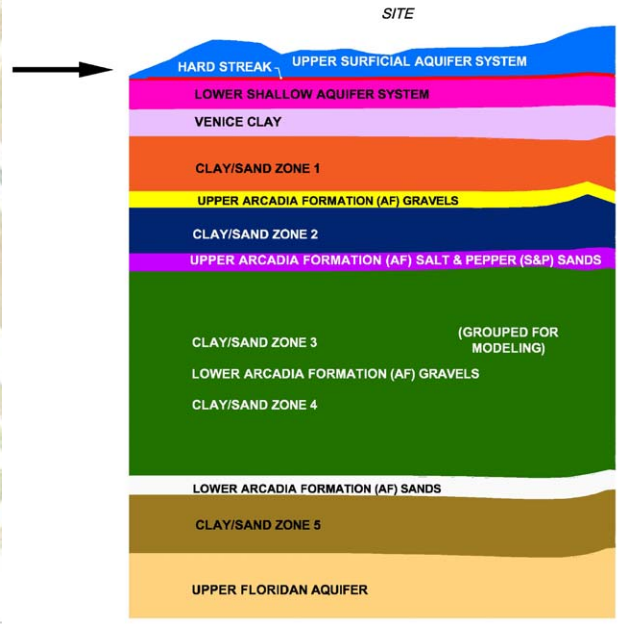 SITE
UPPER SURFICIAL AQUIFER SYSTEM
HARD STREAK
LOWER SHALLOW AQUIFER SYSTEM
VENICE CLAY
CLAY/SAND ZONE 1
UPPER ARCADIA FORMATION (AF) GRAVELS
CLAY/SAND ZONE 2
UPPER ARCADIA FORMATION (AF) SALT & PEPPER (S&P) SANDS
CLAY/SAND ZONE 3
(GROUPED FOR
MODELING)
LOWER ARCADIA FORMATION (AF) GRAVELS
CLAY/SAND ZONE 4
LOWER ARCADIA FORMATION (AF) SANDS
CLAY/SAND ZONE 5
UPPER FLORIDAN AQUIFER